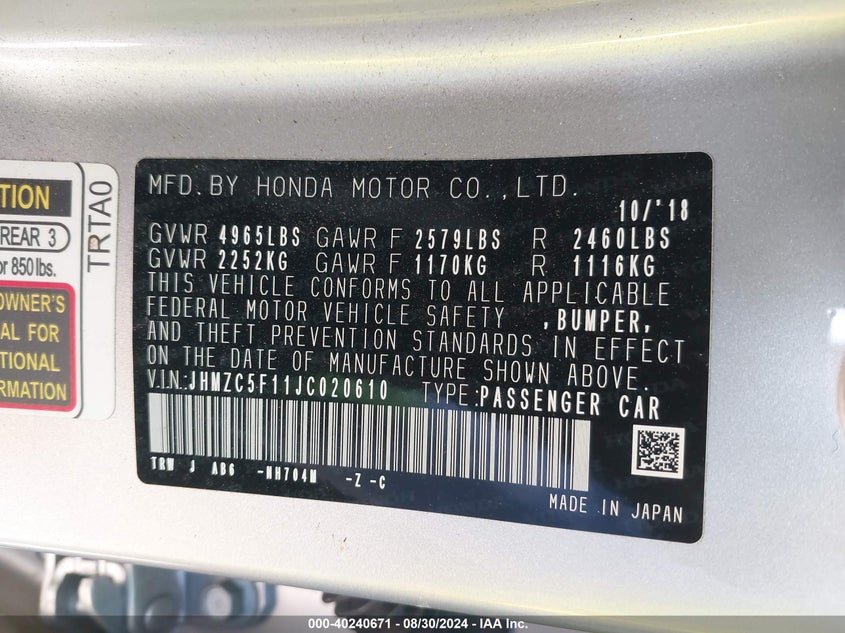 TION
REAR 3
or 850 lbs.
OWNER'S
AL FOR
TIONAL
RMATION
TRTA0
MFD.BY HONDA MOTOR CO.,LTD.
10/'18
GVWR 4965LBS GAWR F 2579LBS R 2460LBS
GVWR 2252KG GAWR F 1170KG R 1116KG
THIS VEHICLE CONFORMS TO ALL APPLICABLE
FEDERAL MOTOR VEHICLE SAFETY ,BUMPER,
AND THEFT PREVENTION STANDARDS IN EFFECT
ON THE DATE OF MANUFACTURE SHOWN ABOVE.
V.I.N.:JHMZC5F11JC020610 TYPE:PASSENGER CAR
TRW J AB6 -NH704M -Z -C
MADE IN JAPAN
000-40240671 - 08/30/2024 - IAA Inc.